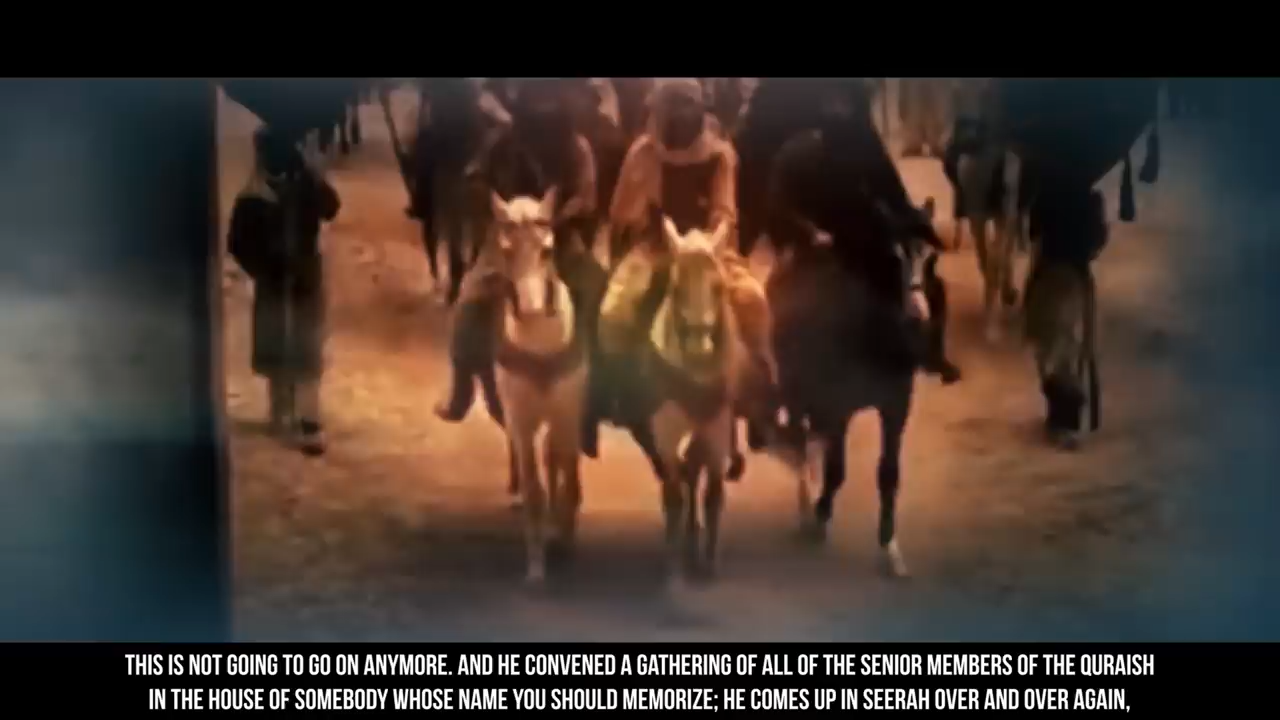 THIS IS NOT GOING TO GO ON ANYMORE. AND HE CONVENED A GATHERING OF ALL OF THE SENIOR MEMBERS OF THE QURAISH
IN THE HOUSE OF SOMEBODY WHOSE NAME YOU SHOULD MEMORIZE; HE COMES UP IN SEERAH OVER AND OVER AGAIN,